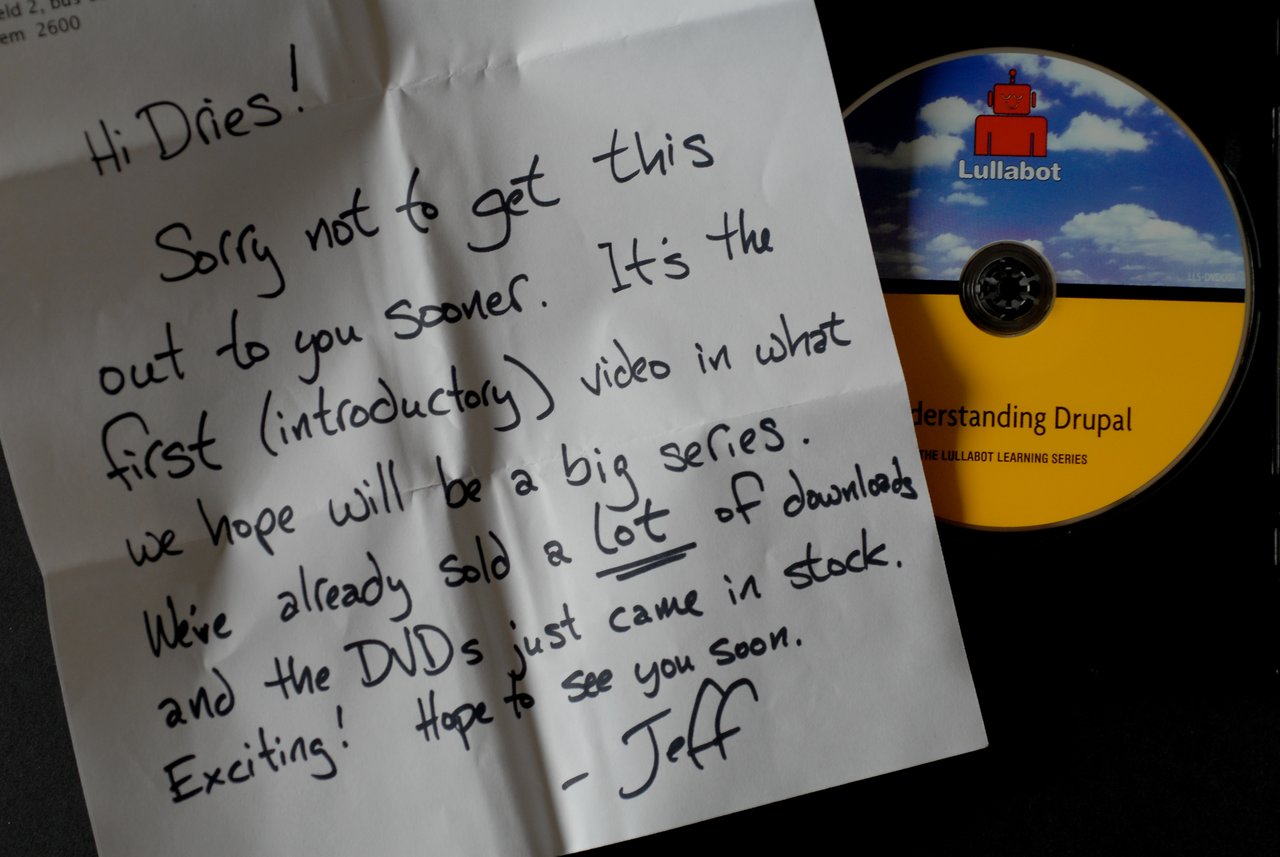 2600
Hi Dries!
Sorry not to get this
out to you sooner. It's the
first (introductory) video in what
we hope will be a big series.
We've already sold a lot of downloads
and the DVDs just came in stock.
Exciting! Hope to see you soon.
- Jeff
Lullabot
derstanding Drupal
THE LULLABOT LEARNING SERIES